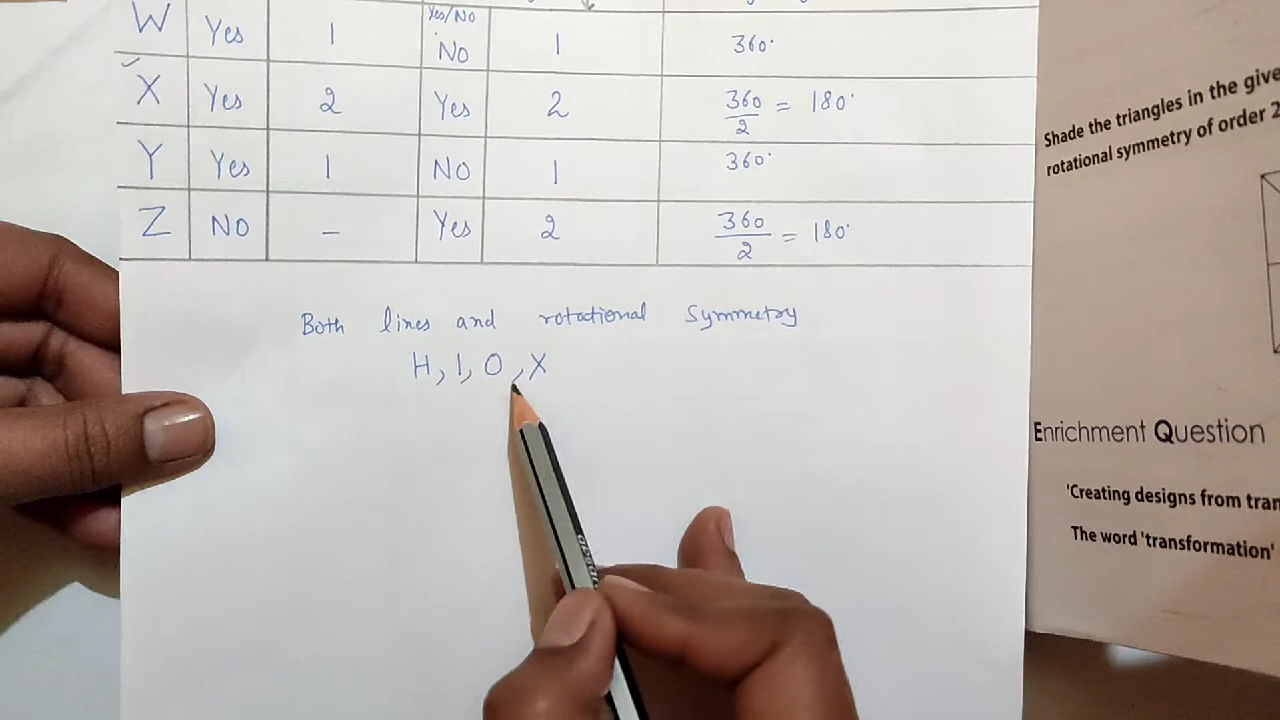 W Yes 1 Yes/No No 1 360°
X Yes 2 Yes 2 360/2 = 180°
Y Yes 1 No 1 360°
Z NO – Yes 2 360/2 = 180°
Both lines and rotational Symmetry
H, I, O, X
Shade the triangles in the give
rotational symmetry of order 2
Enrichment Question
'Creating designs from tran
The word 'transformation'